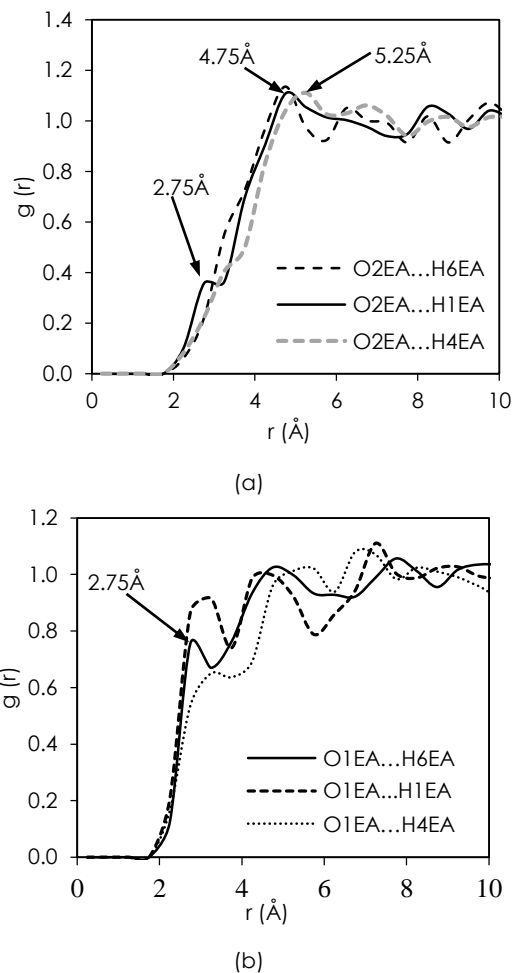 1.4
1.2
1.0
0.8
0.6
0.4
0.2
0.0
g (r)
4.75Å
5.25Å
2.75Å
O2EA...H6EA
O2EA...H1EA
O2EA...H4EA
0 2 4 6 8 10
r (Å)
(a)
1.2
1.0
0.8
0.6
0.4
0.2
0.0
g (r)
2.75Å
O1EA...H6EA
O1EA...H1EA
O1EA...H4EA
0 2 4 6 8 10
r (Å)
(b)